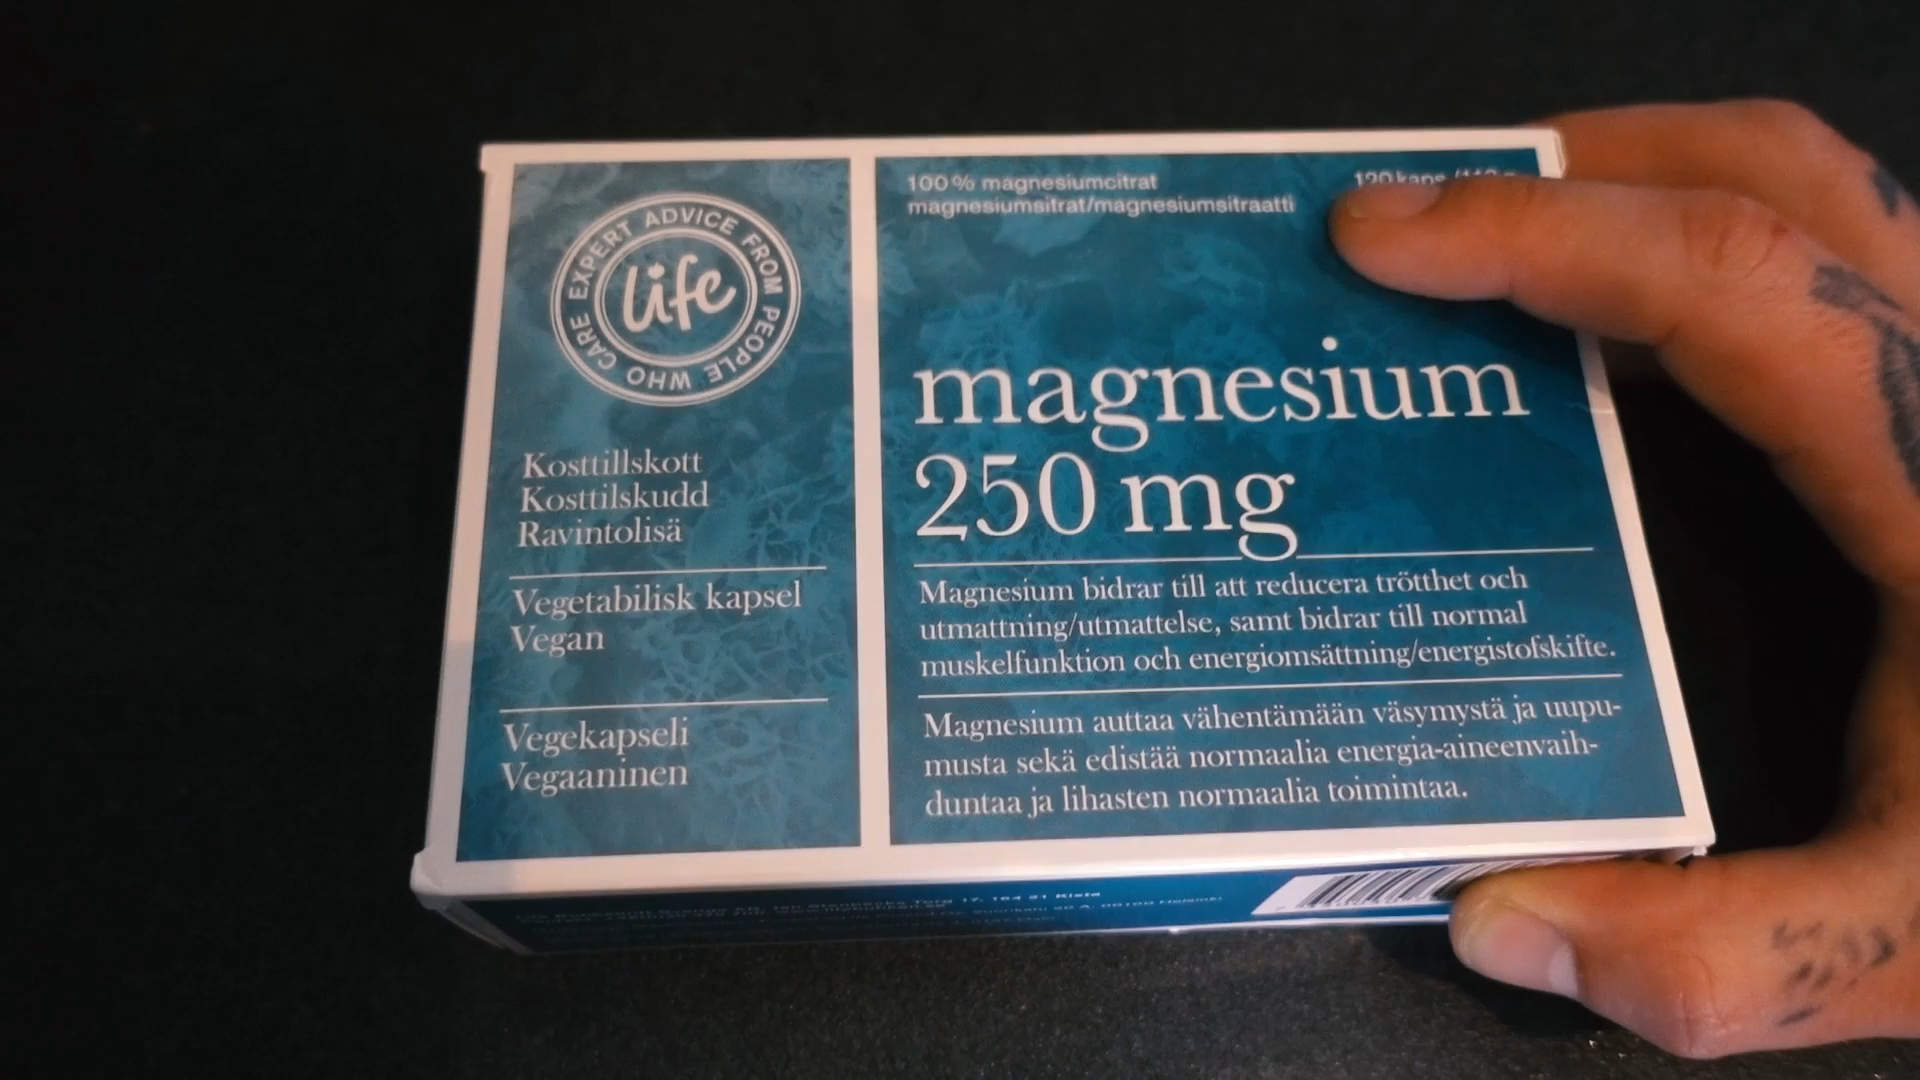 EXPERT ADVICE FROM PEOPLE WHO CARE
life
Kosttillskott
Kosttilskudd
Ravintolisä
Vegetabilisk kapsel
Vegan
Vegekapseli
Vegaaninen
100% magnesiumcitrat
magnesiumsitrat/magnesiumsitraatti
120 kaps
magnesium
250 mg
Magnesium bidrar till att reducera trötthet och
utmattning/utmattelse, samt bidrar till normal
muskelfunktion och energiomsättning/energistofskifte.
Magnesium auttaa vähentämään väsymystä ja uupu-
musta sekä edistää normaalia energia-aineenvaih-
duntaa ja lihasten normaalia toimintaa.